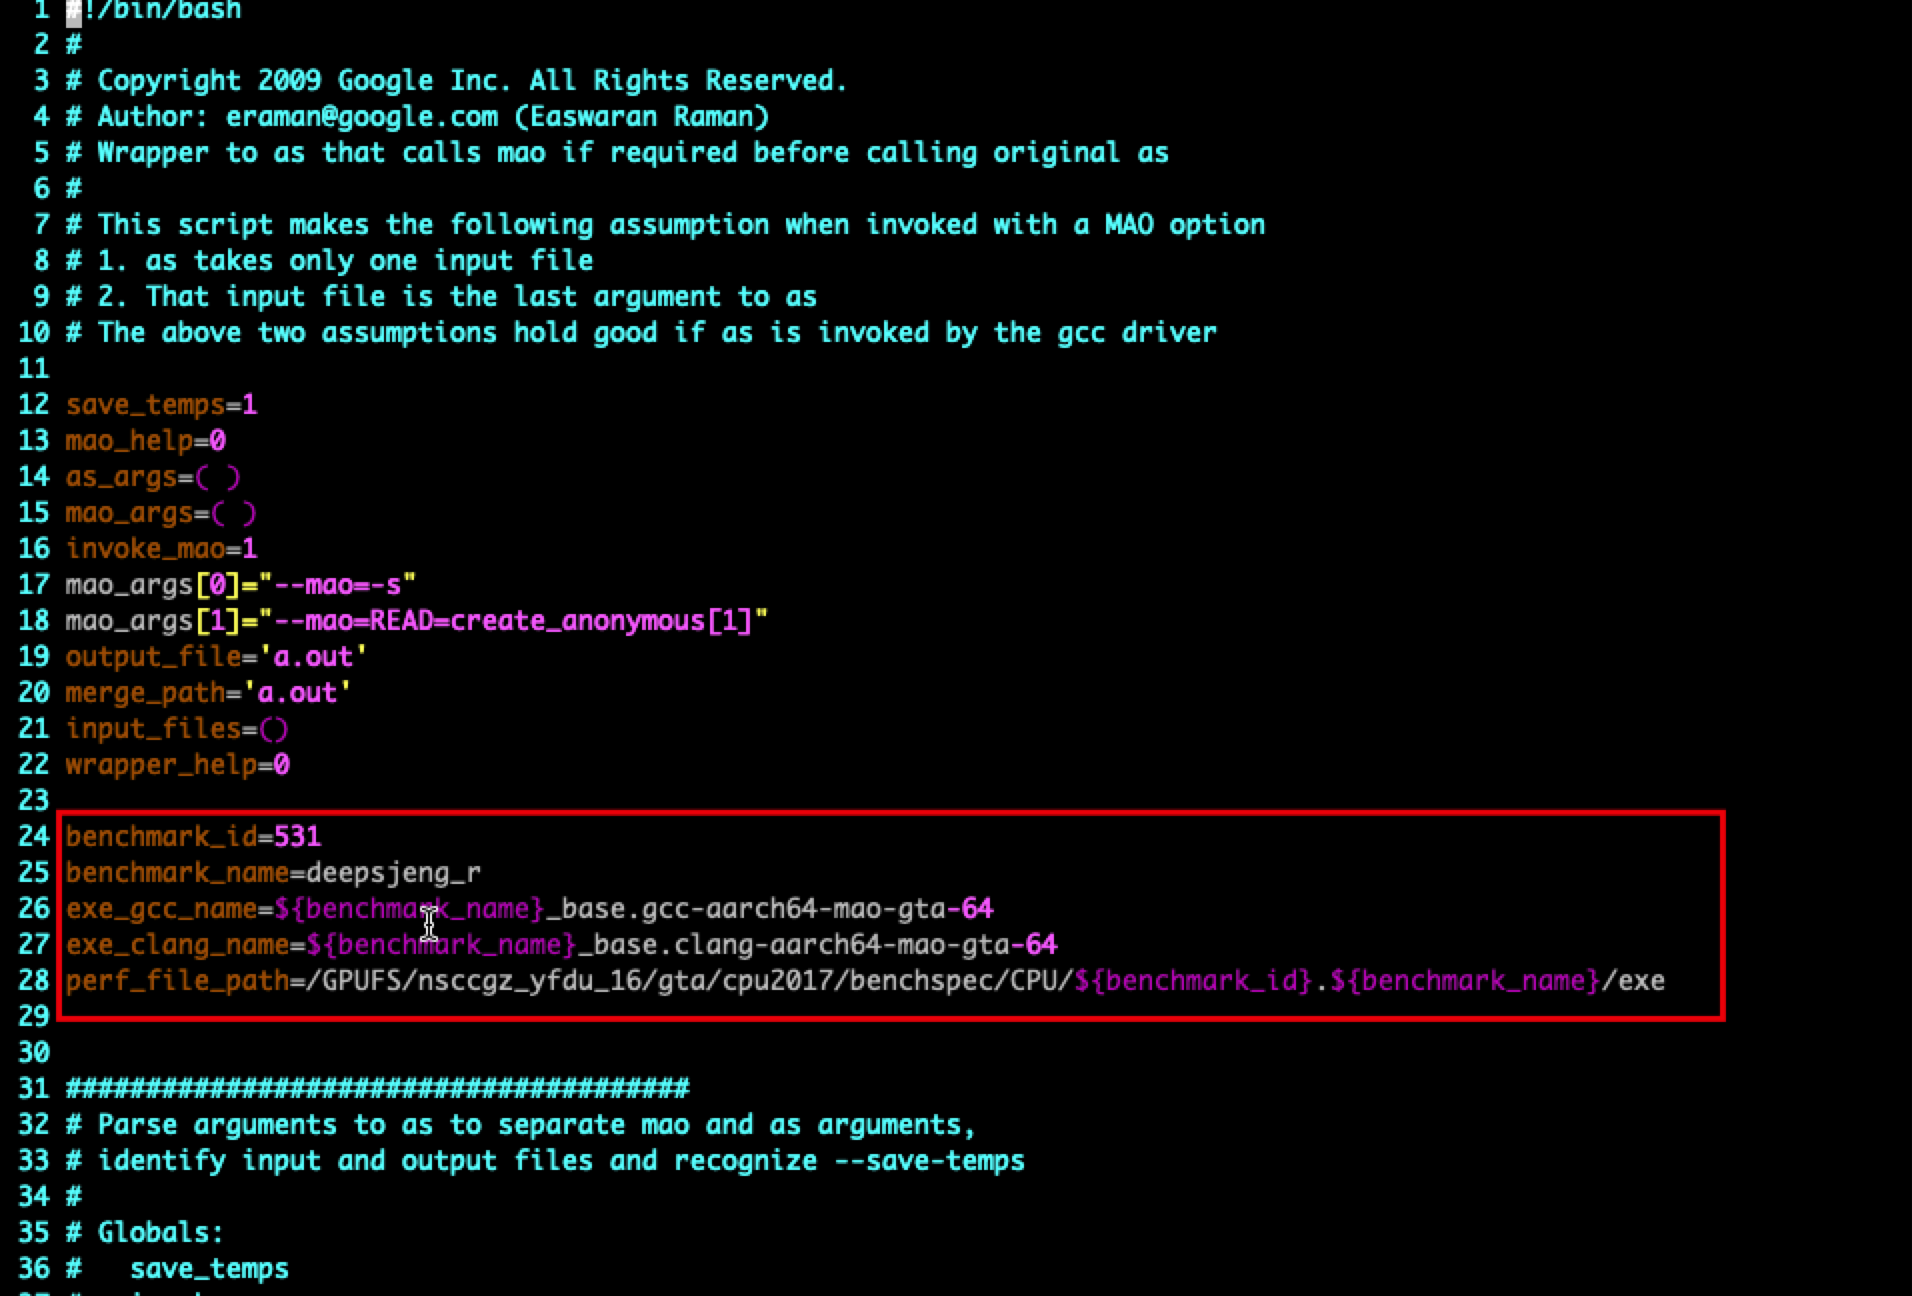 1 #!/bin/bash
2 #
3 # Copyright 2009 Google Inc. All Rights Reserved.
4 # Author: eraman@google.com (Easwaran Raman)
5 # Wrapper to as that calls mao if required before calling original as
6 #
7 # This script makes the following assumption when invoked with a MAO option
8 # 1. as takes only one input file
9 # 2. That input file is the last argument to as
10 # The above two assumptions hold good if as is invoked by the gcc driver
11
12 save_temps=1
13 mao_help=0
14 as_args=( )
15 mao_args=( )
16 invoke_mao=1
17 mao_args[0]="--mao=-s"
18 mao_args[1]="--mao=READ=create_anonymous[1]"
19 output_file='a.out'
20 merge_path='a.out'
21 input_files=()
22 wrapper_help=0
23
24 benchmark_id=531
25 benchmark_name=deepsjeng_r
26 exe_gcc_name=${benchmark_name}_base.gcc-aarch64-mao-gta-64
27 exe_clang_name=${benchmark_name}_base.clang-aarch64-mao-gta-64
28 perf_file_path=/GPUFS/nsccgz_yfdu_16/gta/cpu2017/benchspec/CPU/${benchmark_id}.${benchmark_name}/exe
29
30
31 #######################################
32 # Parse arguments to as to separate mao and as arguments,
33 # identify input and output files and recognize --save-temps
34 #
35 # Globals:
36 #   save_temps